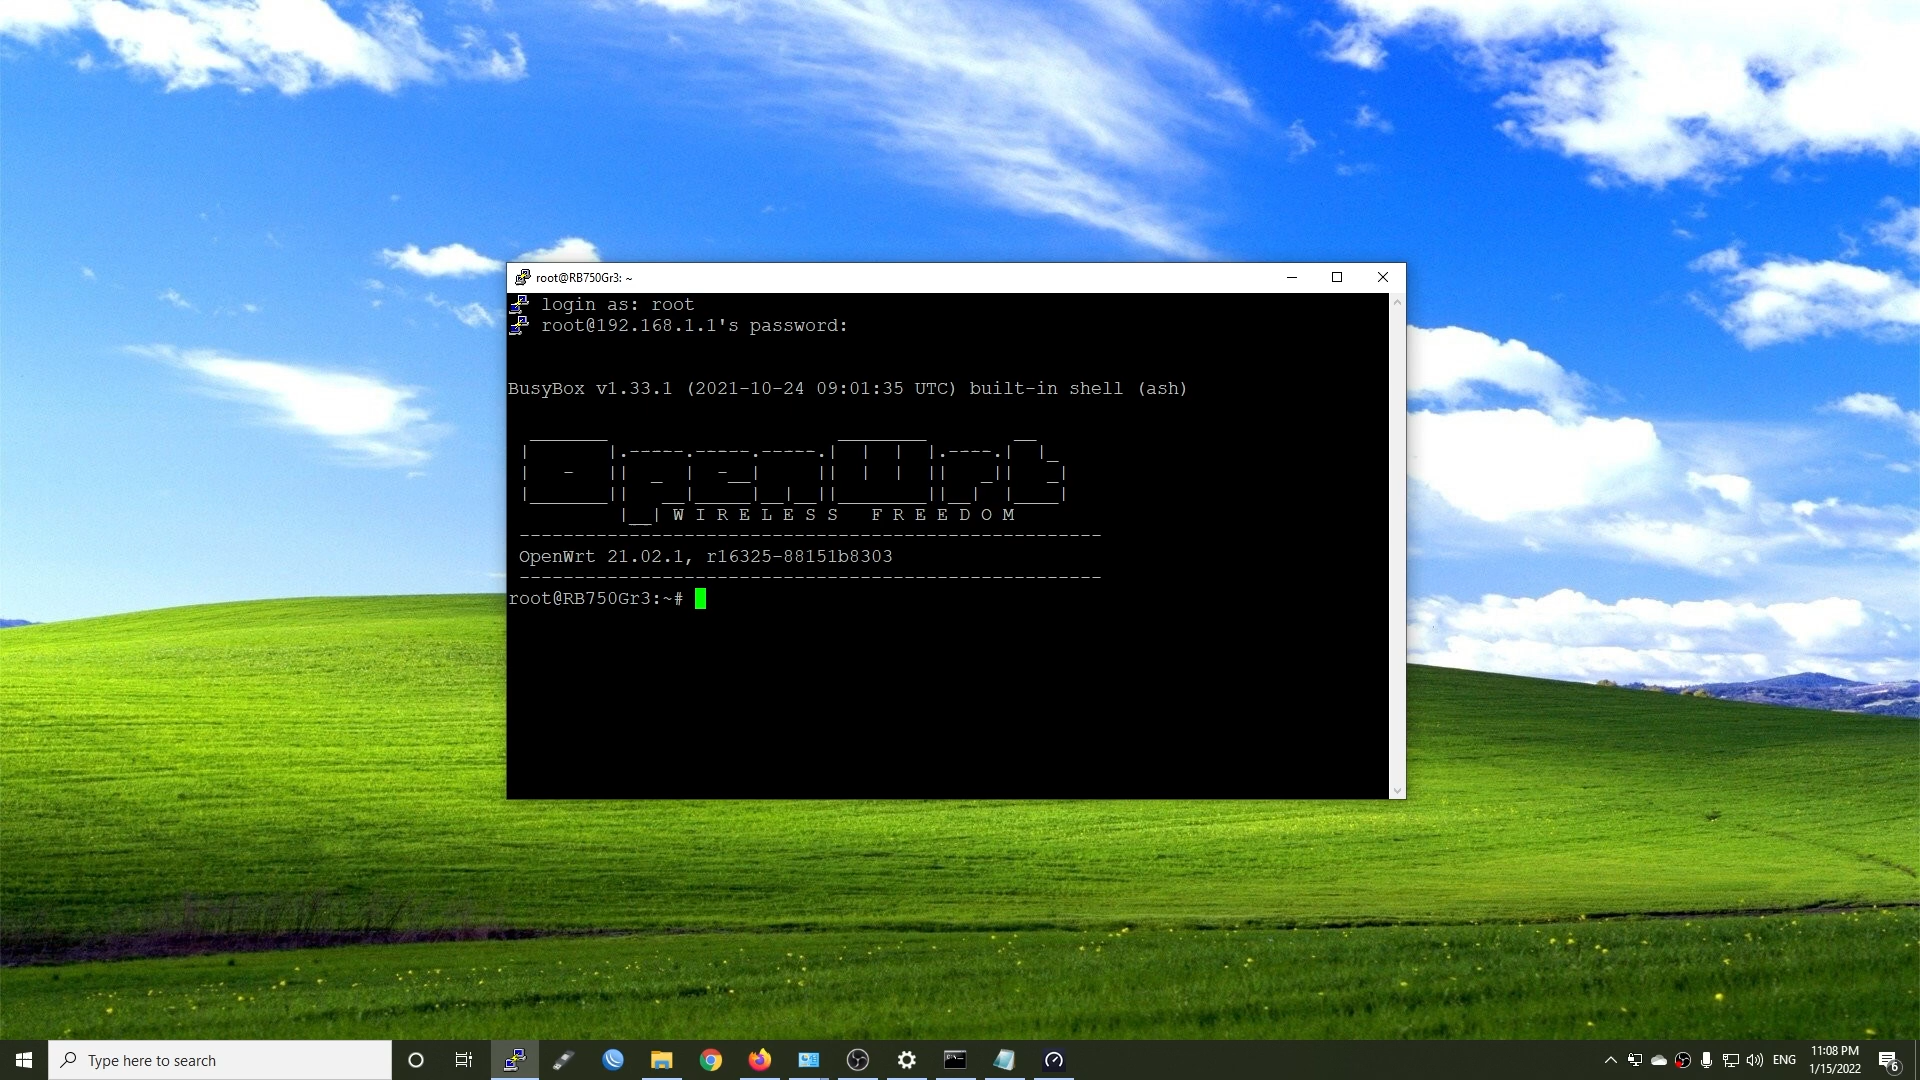 root@RB750Gr3: ~
login as: root
root@192.168.1.1's password:
BusyBox v1.33.1 (2021-10-24 09:01:35 UTC) built-in shell (ash)
OpenWrt
W I R E L E S S   F R E E D O M
-----------------------------------------------------
OpenWrt 21.02.1, r16325-88151b8303
-----------------------------------------------------
root@RB750Gr3:~#
Type here to search
ENG
11:08 PM
1/15/2022
6